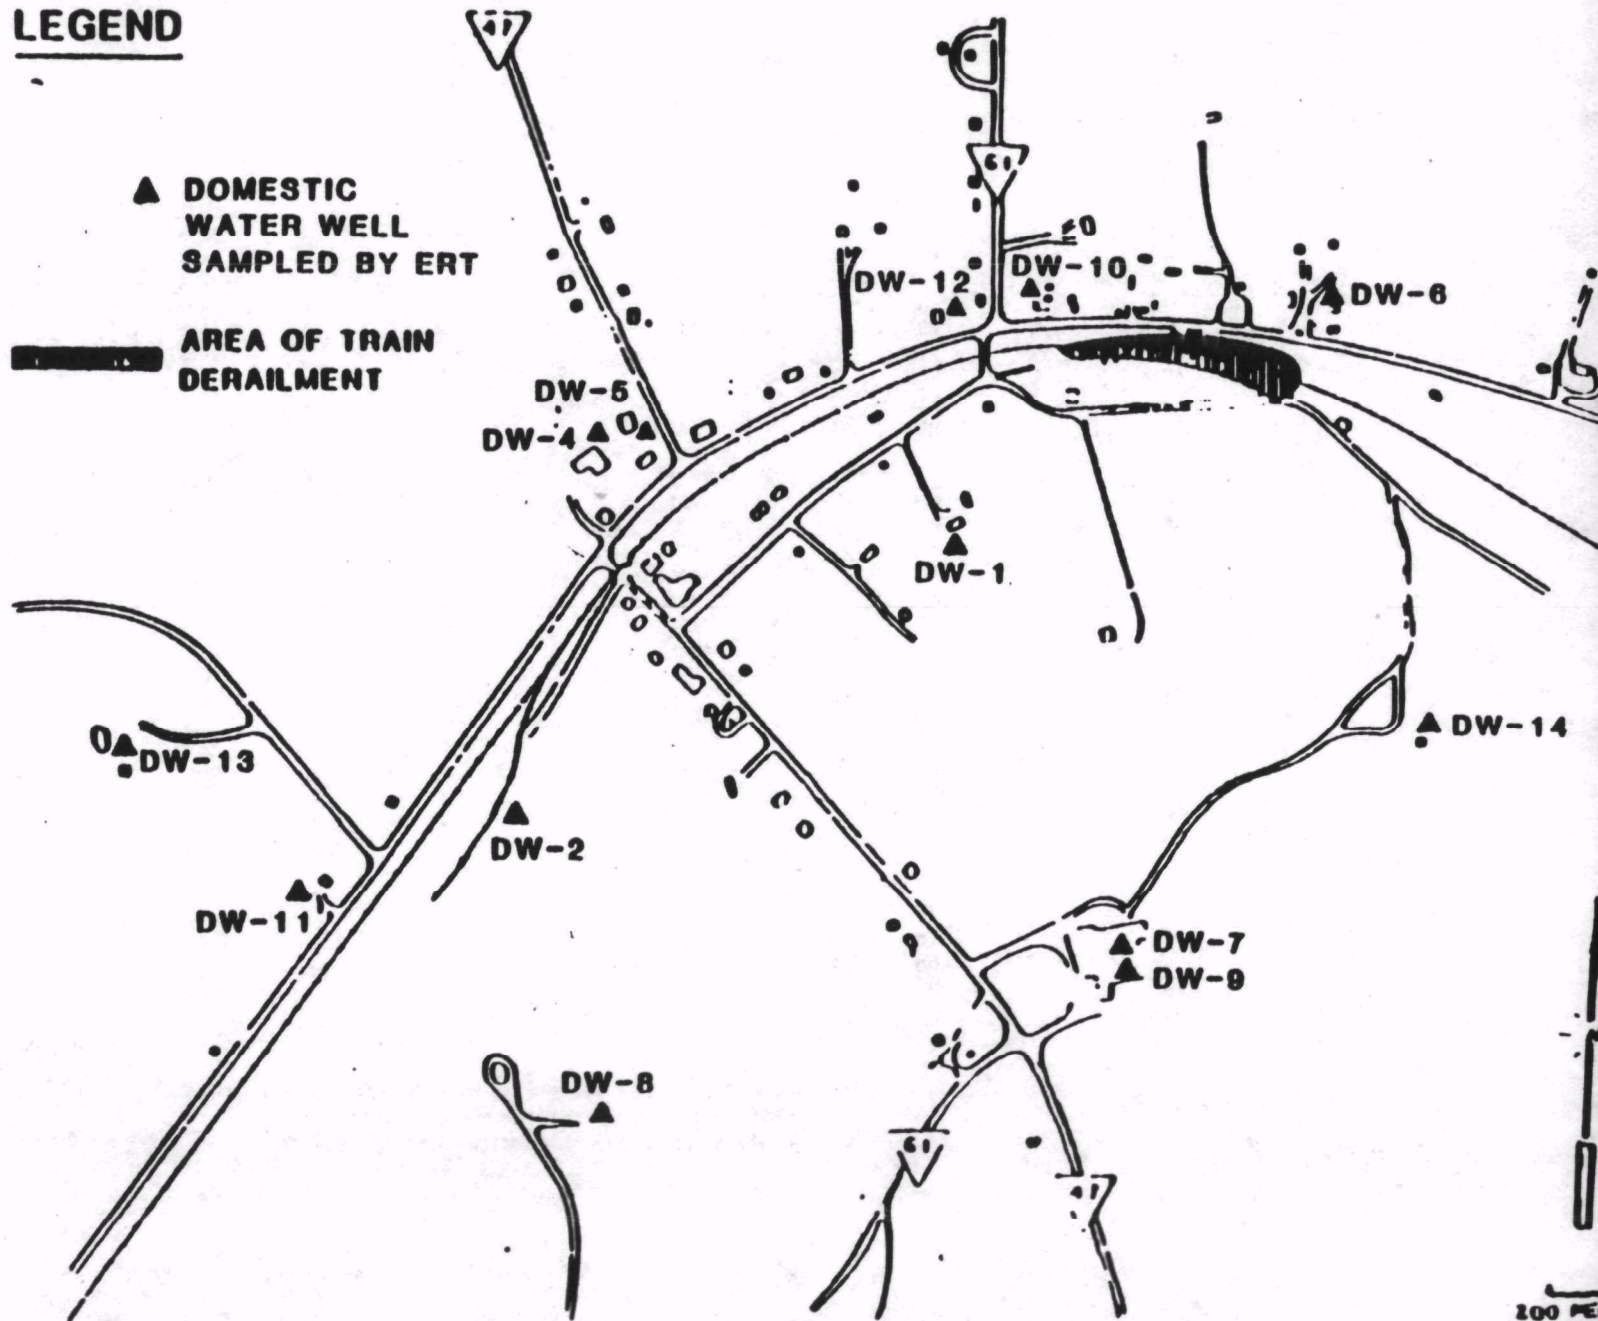 LEGEND
47
61
DOMESTIC
WATER WELL
SAMPLED BY ERT
AREA OF TRAIN
DERAILMENT
DW-12
DW-10
DW-6
DW-5
DW-4
DW-1
DW-14
DW-13
DW-2
DW-11
DW-7
DW-9
DW-8
61
47
200